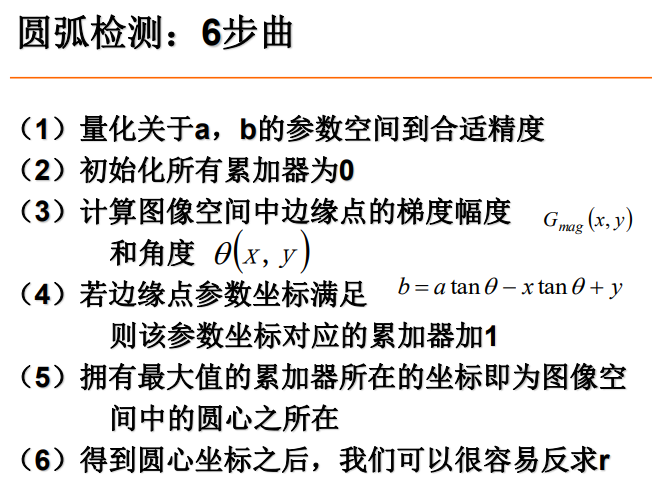 圆弧检测：6步曲
（1）量化关于a，b的参数空间到合适精度
（2）初始化所有累加器为0
（3）计算图像空间中边缘点的梯度幅度 G_mag(x, y)
和角度 θ(x, y)
（4）若边缘点参数坐标满足 b = a tan θ − x tan θ + y
则该参数坐标对应的累加器加1
（5）拥有最大值的累加器所在的坐标即为图像空
间中的圆心之所在
（6）得到圆心坐标之后，我们可以很容易反求r